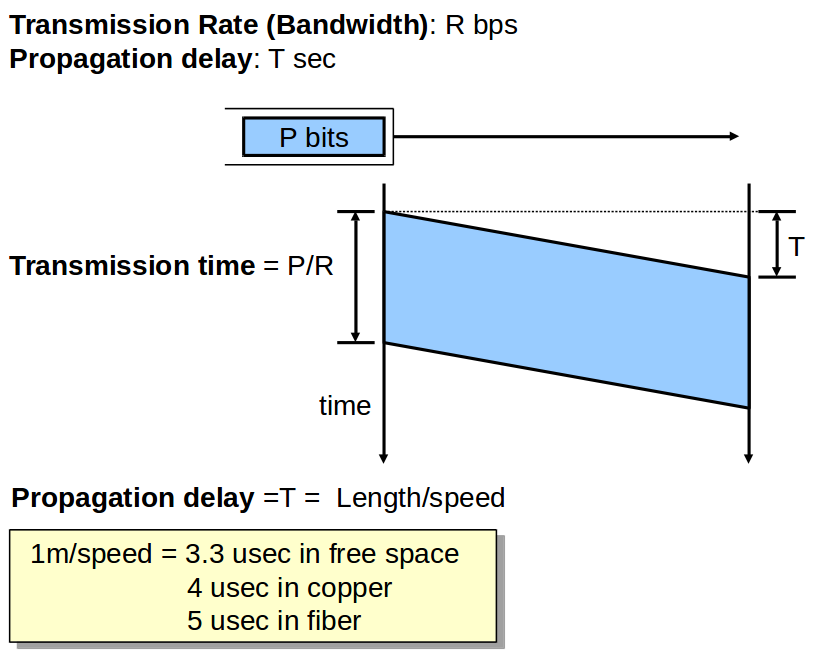 Transmission Rate (Bandwidth): R bps
Propagation delay: T sec
P bits
T
Transmission time = P/R
time
Propagation delay =T = Length/speed
1m/speed = 3.3 usec in free space
4 usec in copper
5 usec in fiber